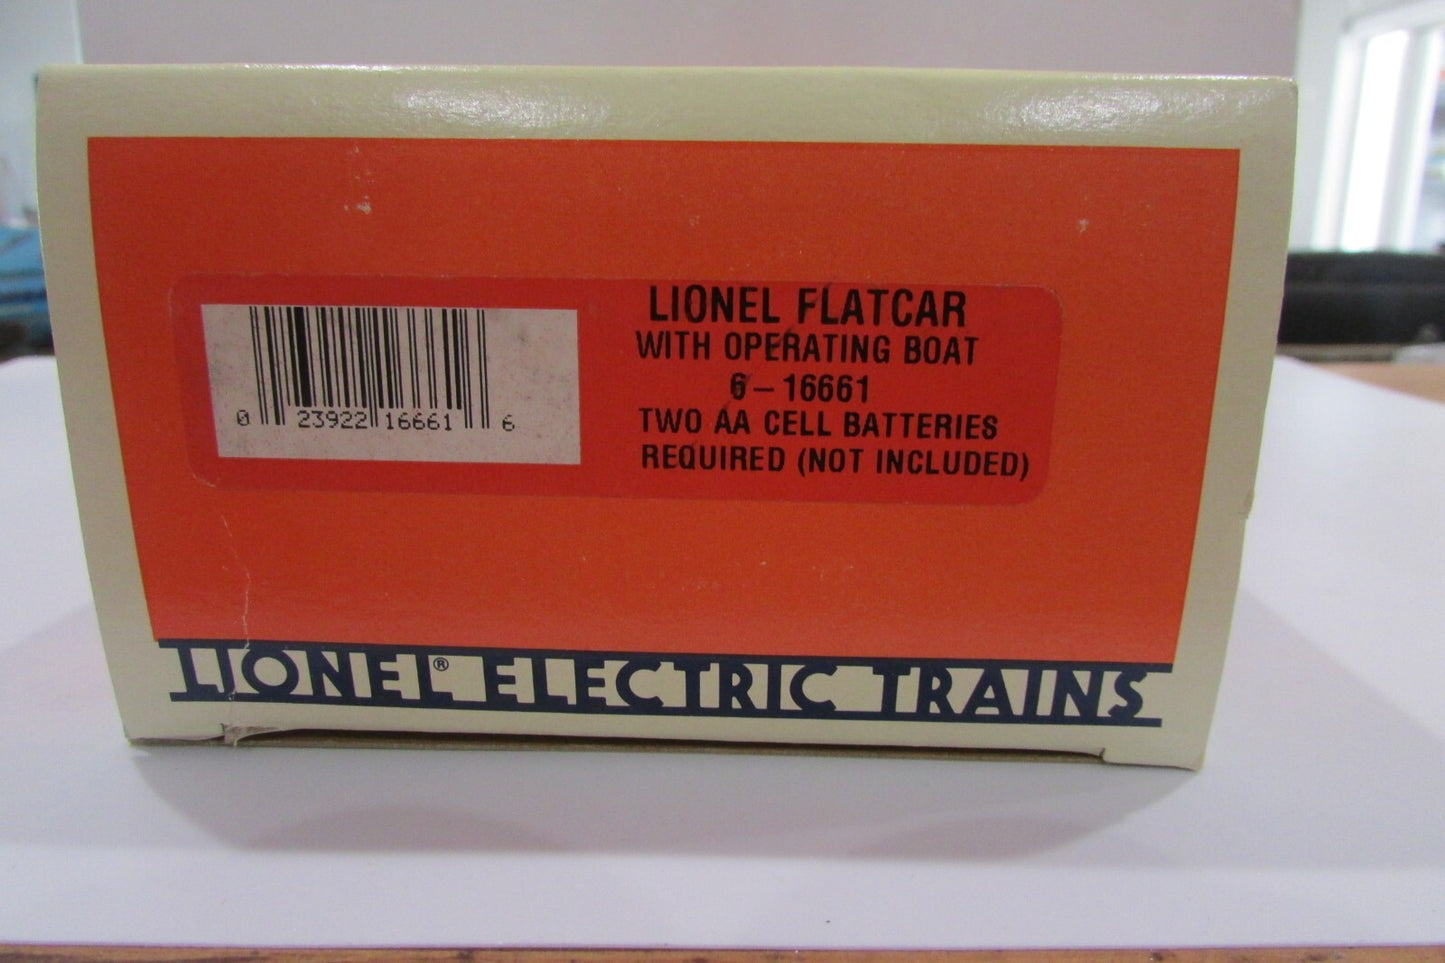 LIONEL FLATCAR
WITH OPERATING BOAT
6-16661
TWO AA CELL BATTERIES
REQUIRED (NOT INCLUDED)
0 23922 16661 6
LIONEL® ELECTRIC TRAINS